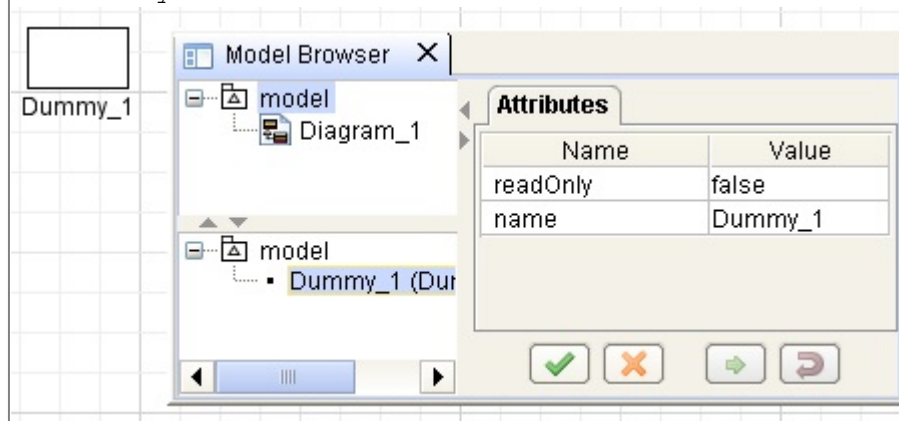 Dummy_1
Model Browser
model
Diagram_1
model
Dummy_1 (Dur
Attributes
Name Value
readOnly false
name Dummy_1